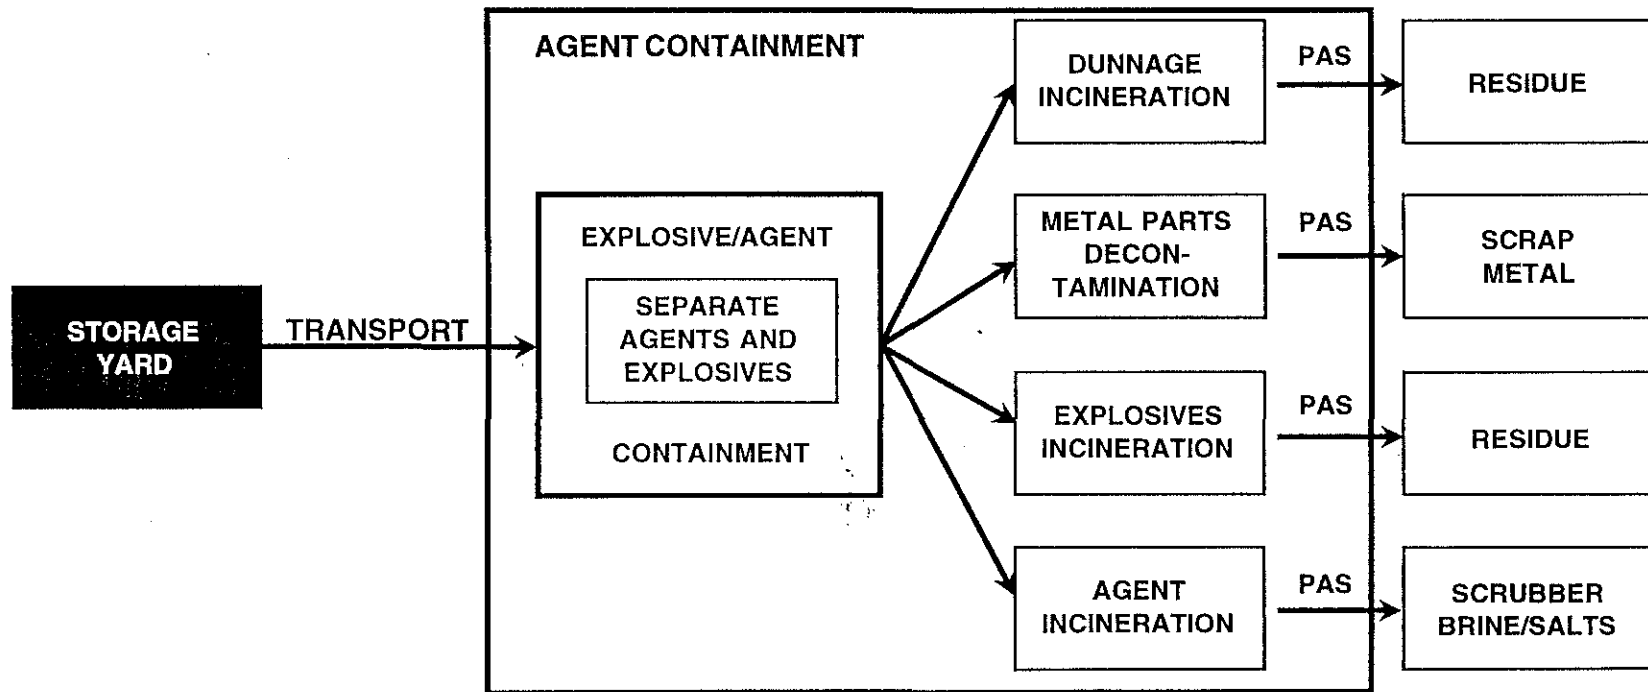 AGENT CONTAINMENT
STORAGE
YARD
TRANSPORT
EXPLOSIVE/AGENT
SEPARATE
AGENTS AND
EXPLOSIVES
CONTAINMENT
DUNNAGE
INCINERATION
PAS
RESIDUE
METAL PARTS
DECON-
TAMINATION
PAS
SCRAP
METAL
EXPLOSIVES
INCINERATION
PAS
RESIDUE
AGENT
INCINERATION
PAS
SCRUBBER
BRINE/SALTS